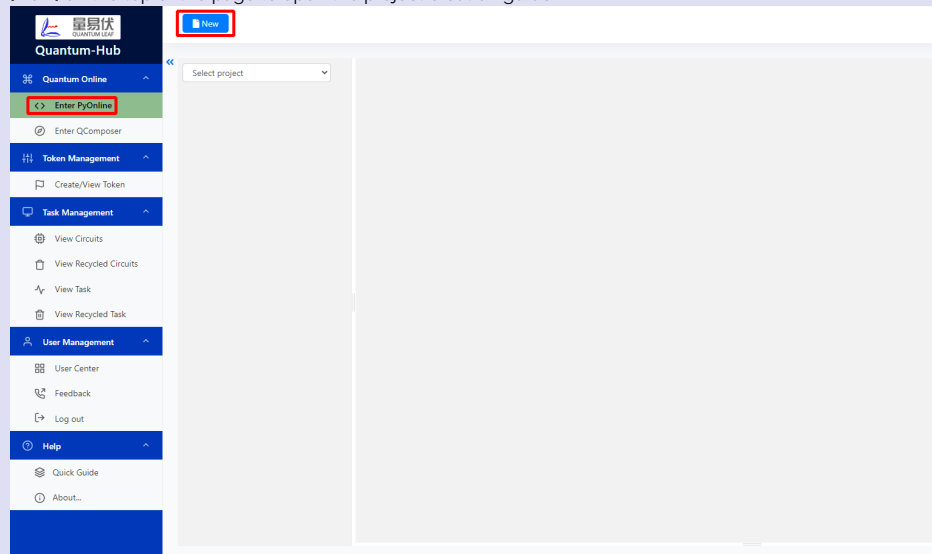 New
量易伏
QUANTUM LEAF
Quantum-Hub
Select project
Quantum Online
Enter PyOnline
Enter QComposer
Token Management
Create/View Token
Task Management
View Circuits
View Recycled Circuits
View Task
View Recycled Task
User Management
User Center
Feedback
Log out
Help
Quick Guide
About...